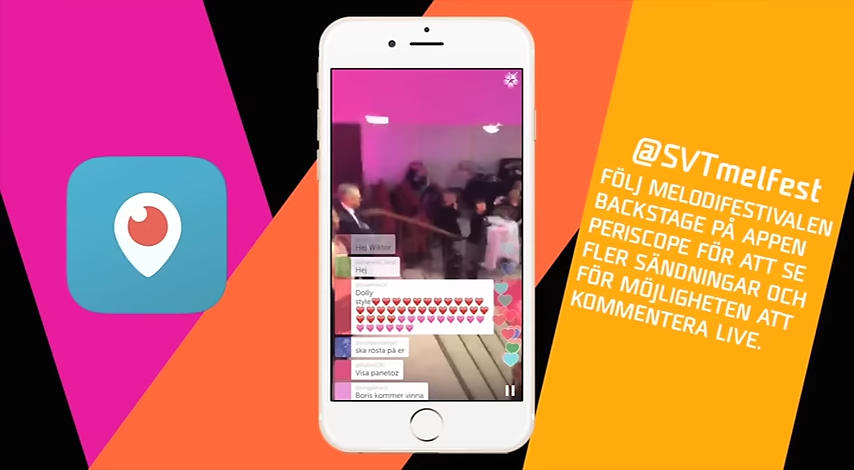 @SVTmelfest
FÖLJ MELODIFESTIVALEN
BACKSTAGE PÅ APPEN
PERISCOPE FÖR ATT SE
FLER SÄNDNINGAR OCH
FÖR MÖJLIGHETEN ATT
KOMMENTERA LIVE.
Hej Wiktor
Hej
Dolly
style
ska rösta på er
Visa panetoz
Boris kommer vinna